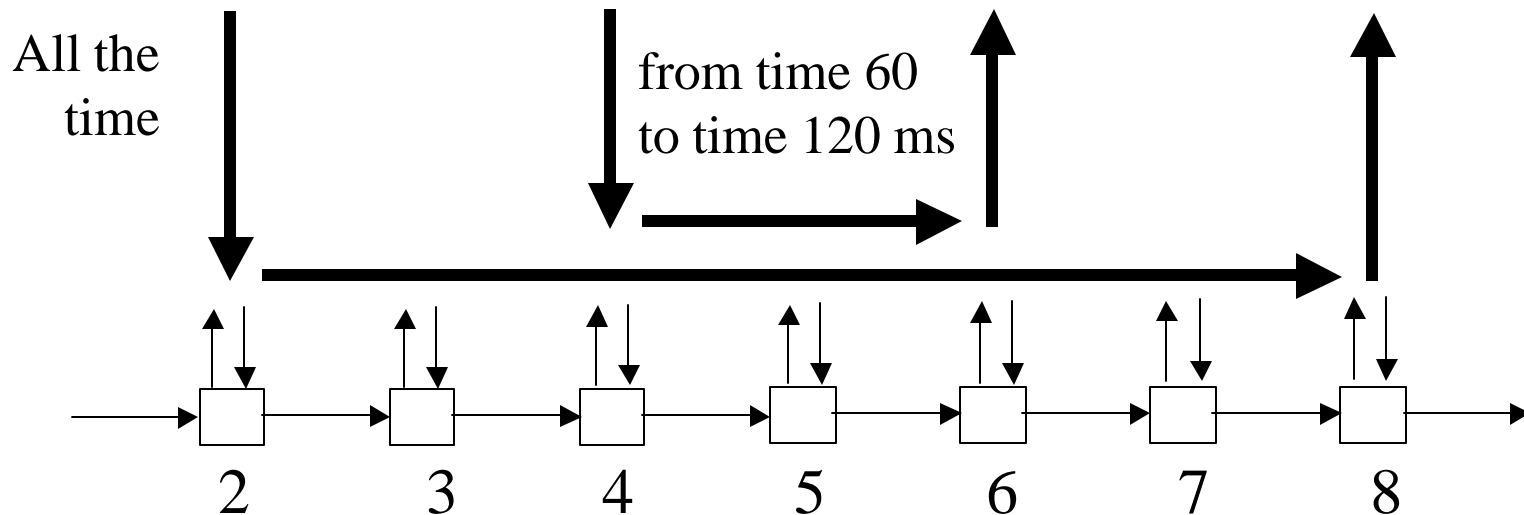 All the
time
from time 60
to time 120 ms
2 3 4 5 6 7 8